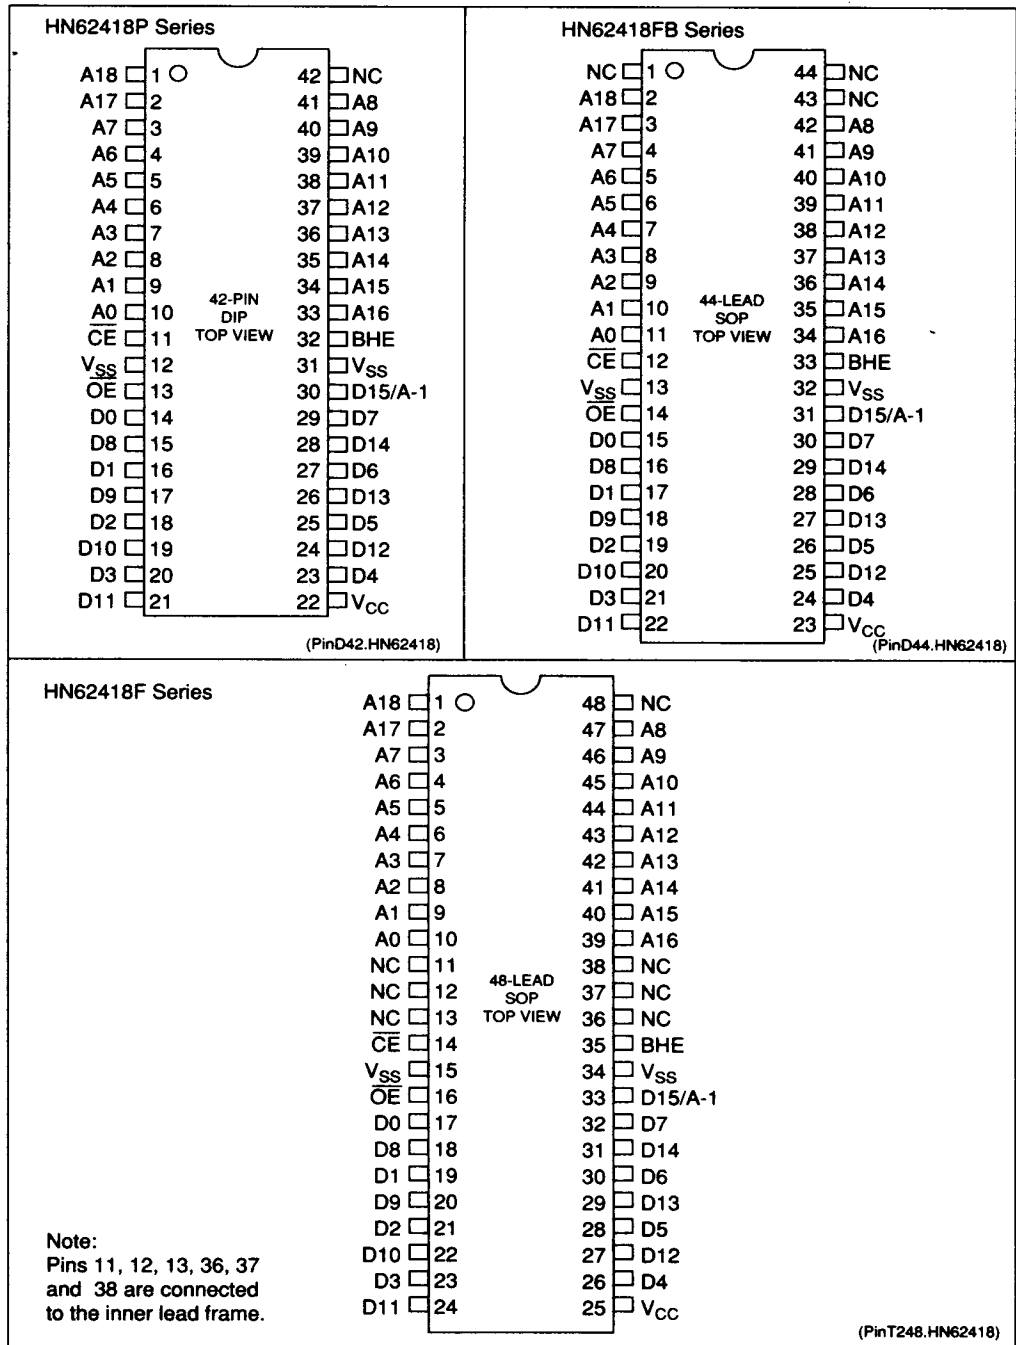 HN62418P Series
A18 1 42 NC
A17 2 41 A8
A7 3 40 A9
A6 4 39 A10
A5 5 38 A11
A4 6 37 A12
A3 7 36 A13
A2 8 35 A14
A1 9 34 A15
A0 10 33 A16
CE 11 32 BHE
VSS 12 31 VSS
OE 13 30 D15/A-1
D0 14 29 D7
D8 15 28 D14
D1 16 27 D6
D9 17 26 D13
D2 18 25 D5
D10 19 24 D12
D3 20 23 D4
D11 21 22 VCC
42-PIN
DIP
TOP VIEW
(PinD42.HN62418)
HN62418FB Series
NC 1 44 NC
A18 2 43 NC
A17 3 42 A8
A7 4 41 A9
A6 5 40 A10
A5 6 39 A11
A4 7 38 A12
A3 8 37 A13
A2 9 36 A14
A1 10 35 A15
A0 11 34 A16
CE 12 33 BHE
VSS 13 32 VSS
OE 14 31 D15/A-1
D0 15 30 D7
D8 16 29 D14
D1 17 28 D6
D9 18 27 D13
D2 19 26 D5
D10 20 25 D12
D3 21 24 D4
D11 22 23 VCC
44-LEAD
SOP
TOP VIEW
(PinD44.HN62418)
HN62418F Series
A18 1 48 NC
A17 2 47 A8
A7 3 46 A9
A6 4 45 A10
A5 5 44 A11
A4 6 43 A12
A3 7 42 A13
A2 8 41 A14
A1 9 40 A15
A0 10 39 A16
NC 11 38 NC
NC 12 37 NC
NC 13 36 NC
CE 14 35 BHE
VSS 15 34 VSS
OE 16 33 D15/A-1
D0 17 32 D7
D8 18 31 D14
D1 19 30 D6
D9 20 29 D13
D2 21 28 D5
D10 22 27 D12
D3 23 26 D4
D11 24 25 VCC
48-LEAD
SOP
TOP VIEW
Note:
Pins 11, 12, 13, 36, 37
and 38 are connected
to the inner lead frame.
(PinT248.HN62418)